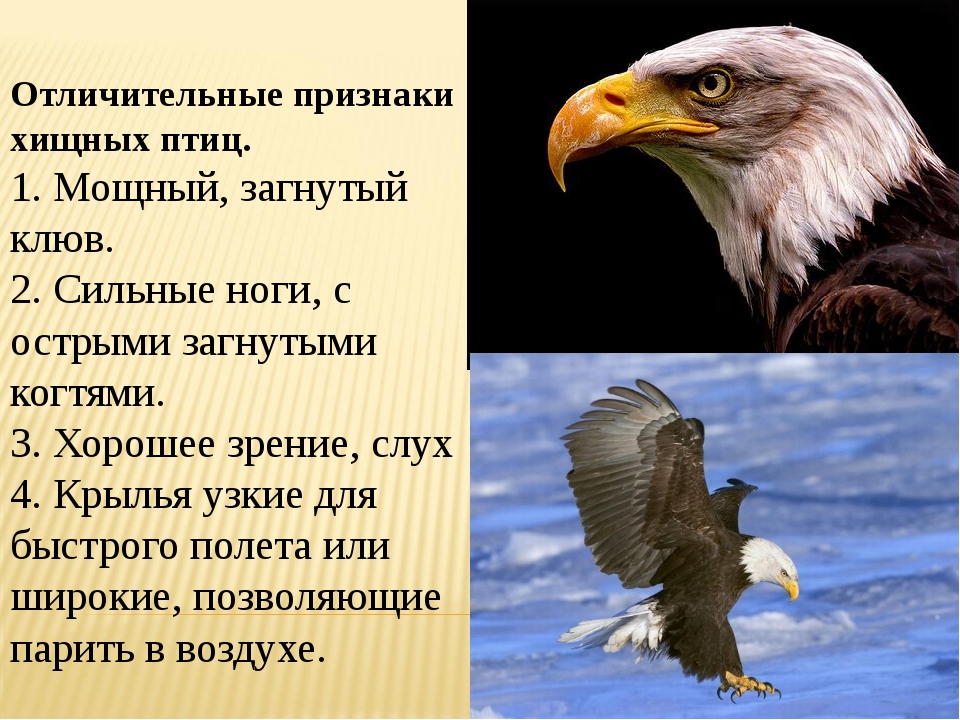 Отличительные признаки
хищных птиц.
1. Мощный, загнутый
клюв.
2. Сильные ноги, с
острыми загнутыми
когтями.
3. Хорошее зрение, слух
4. Крылья узкие для
быстрого полета или
широкие, позволяющие
парить в воздухе.